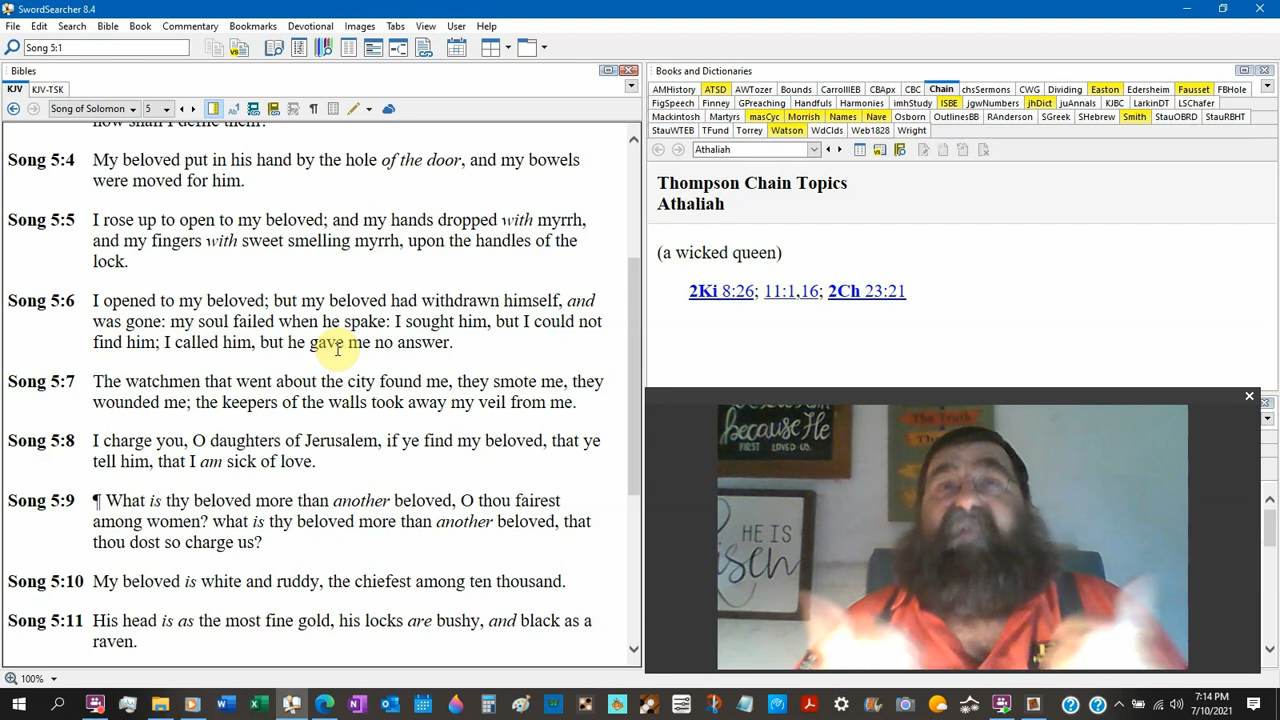 SwordSearcher 8.4
File Edit Search Bible Book Commentary Bookmarks Devotional Images Tabs View User Help
Song 5:1
Bibles
KJV KJV-TSK
Song of Solomon 5
Song 5:4 My beloved put in his hand by the hole of the door, and my bowels
were moved for him.
Song 5:5 I rose up to open to my beloved; and my hands dropped with myrrh,
and my fingers with sweet smelling myrrh, upon the handles of the
lock.
Song 5:6 I opened to my beloved; but my beloved had withdrawn himself, and
was gone: my soul failed when he spake: I sought him, but I could not
find him; I called him, but he gave me no answer.
Song 5:7 The watchmen that went about the city found me, they smote me, they
wounded me; the keepers of the walls took away my veil from me.
Song 5:8 I charge you, O daughters of Jerusalem, if ye find my beloved, that ye
tell him, that I am sick of love.
Song 5:9 ¶ What is thy beloved more than another beloved, O thou fairest
among women? what is thy beloved more than another beloved, that
thou dost so charge us?
Song 5:10 My beloved is white and ruddy, the chiefest among ten thousand.
Song 5:11 His head is as the most fine gold, his locks are bushy, and black as a
raven.
100%
Books and Dictionaries
AMHistory ATSD AWTozer Bounds CarrollEB CBApx CBC Chain chsSermons CWG Dividing Easton Edersheim Fausset FBHole
FigSpeech Finney GPreaching Handfuls Harmonies imhStudy ISBE jgwNumbers jhDict juAnnals KJBC LarkinDT LSChafer
Mackintosh Martyrs masCyc Morrish Names Nave Osborn OutlinesBB RAnderson SGreek SHebrew Smith StauOBRD StauRBHT
StauWTEB TFund Torrey Watson WdClds Web1828 Wright
Athaliah
Thompson Chain Topics
Athaliah
(a wicked queen)
2Ki 8:26; 11:1,16; 2Ch 23:21
because He
FIRST LOVED US.
The Truth
HE IS
Risen
7:14 PM
7/10/2021